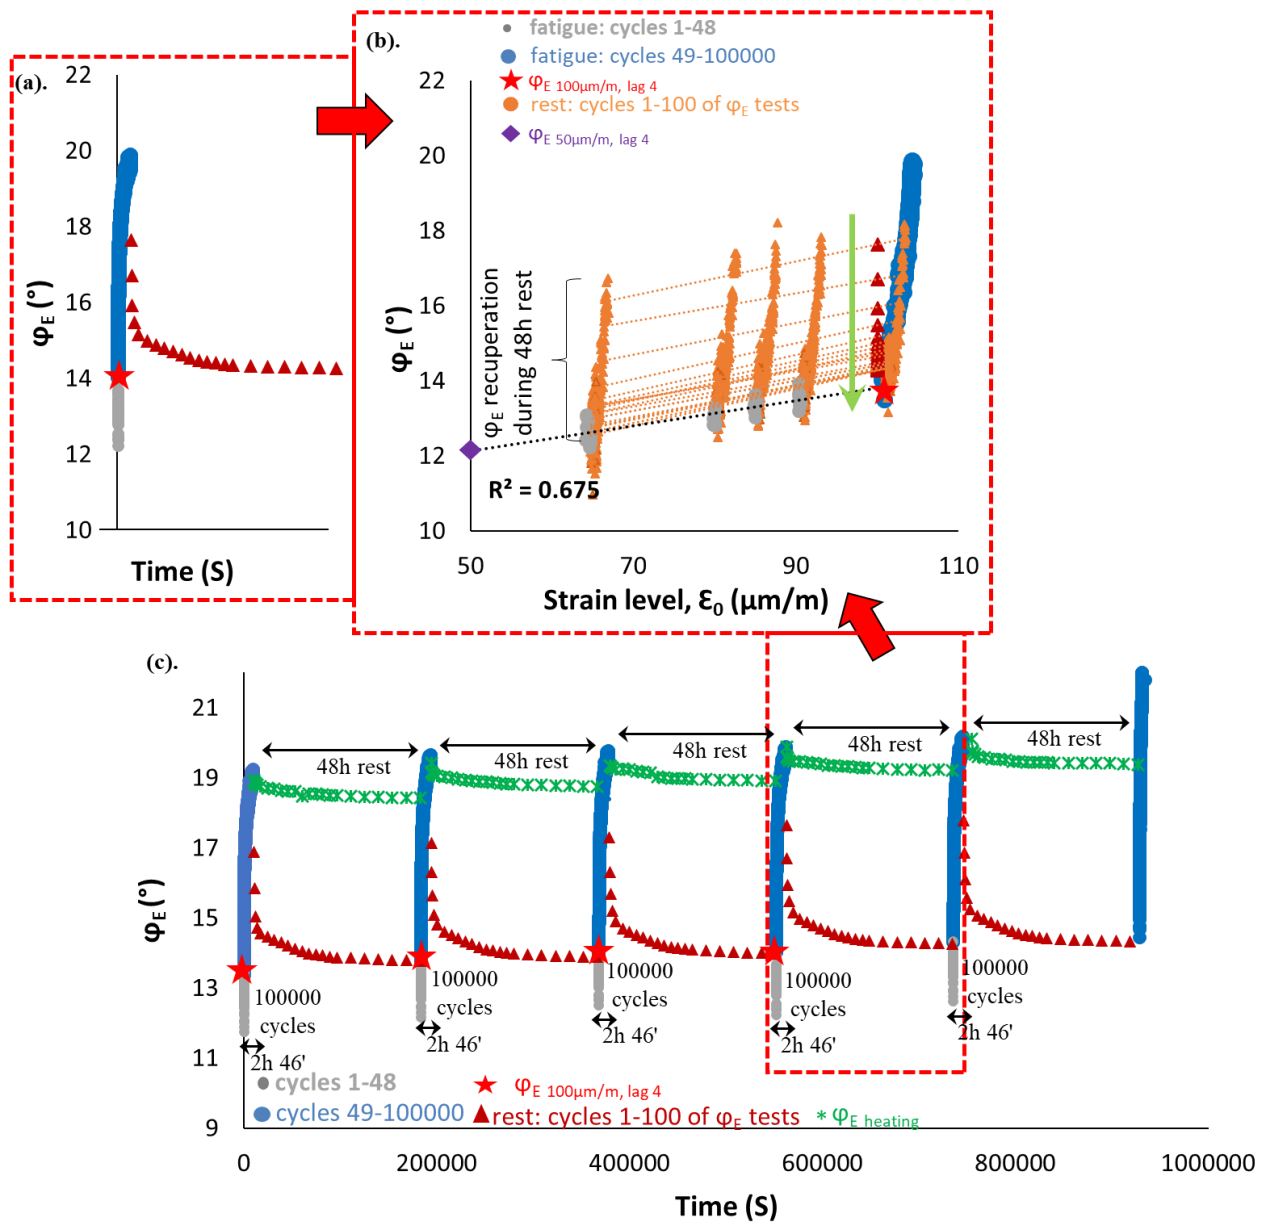 (a).
22
20
18
16
14
12
10
φE (°)
Time (S)
(b).
fatigue: cycles 1-48
fatigue: cycles 49-100000
φE 100μm/m, lag 4
rest: cycles 1-100 of φE tests
φE 50μm/m, lag 4
22
20
18
16
14
12
10
φE (°)
φE recuperation
during 48h rest
R² = 0.675
50
70
90
110
Strain level, Ɛ0 (μm/m)
(c).
21
19
17
15
13
11
9
φE (°)
48h rest
48h rest
48h rest
48h rest
48h rest
100000
cycles
2h 46'
100000
cycles
2h 46'
100000
cycles
2h 46'
100000
cycles
2h 46'
100000
cycles
2h 46'
cycles 1-48
φE 100μm/m, lag 4
cycles 49-100000
rest: cycles 1-100 of φE tests
φE heating
0
200000
400000
600000
800000
1000000
Time (S)